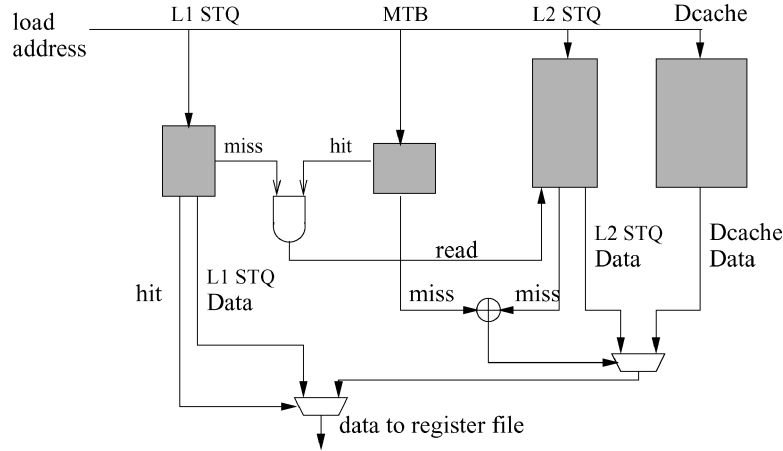 load
address
L1 STQ
MTB
L2 STQ
Dcache
miss
hit
read
hit
L1 STQ
Data
miss
miss
L2 STQ
Data
Dcache
Data
data to register file